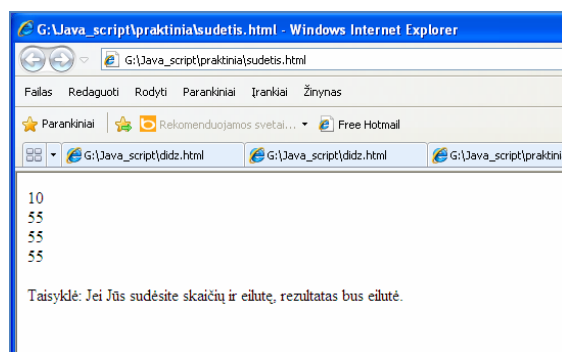 G:\Java_script\praktinia\sudetis.html - Windows Internet Explorer
G:\Java_script\praktinia\sudetis.html
Failas Redaguoti Rodyti Parankiniai Įrankiai Žinynas
Parankiniai Rekomenduojamos svetai... Free Hotmail
G:\Java_script\didz.html G:\Java_script\didz.html G:\Java_script\praktini
10
55
55
55
Taisyklė: Jei Jūs sudėsite skaičių ir eilutę, rezultatas bus eilutė.